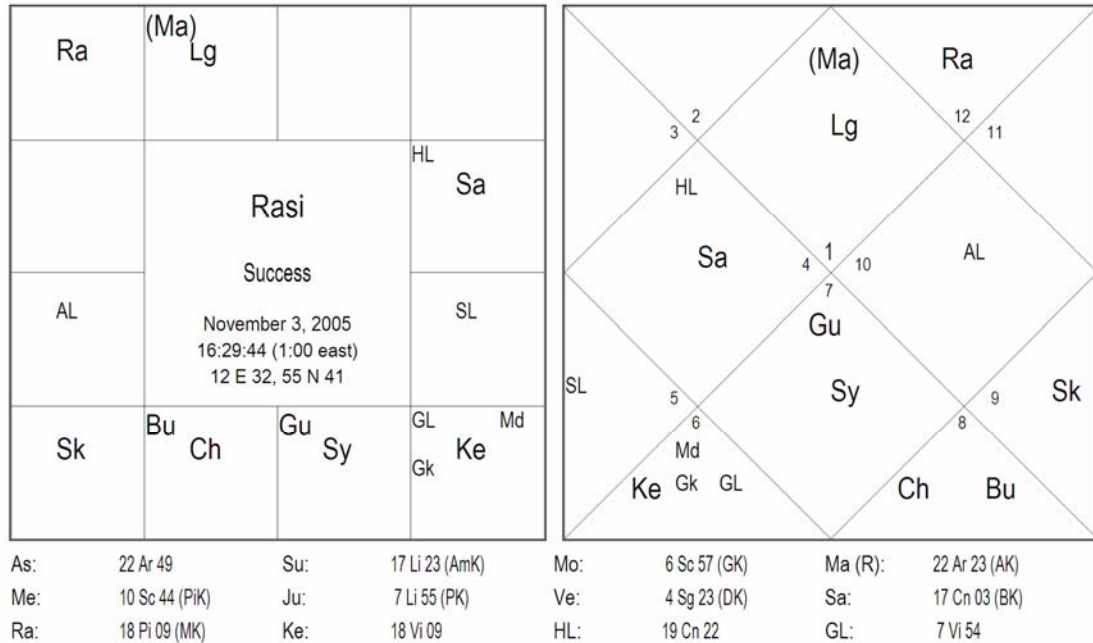 (Ma)
Ra Lg
HL
Sa
Rasi
Success
AL SL
November 3, 2005
16:29:44 (1:00 east)
12 E 32, 55 N 41
Bu Gu GL Md
Sk Ch Sy Ke
Gk
(Ma) Ra
2 12
3 Lg 11
HL
1 AL
Sa 4 10
7
Gu
SL 5 Sy 9 Sk
6 8
Md
Ke Gk GL Ch Bu
As: 22 Ar 49 Su: 17 Li 23 (AmK) Mo: 6 Sc 57 (GK) Ma (R): 22 Ar 23 (AK)
Me: 10 Sc 44 (PiK) Ju: 7 Li 55 (PK) Ve: 4 Sg 23 (DK) Sa: 17 Cn 03 (BK)
Ra: 18 Pi 09 (MK) Ke: 18 Vi 09 HL: 19 Cn 22 GL: 7 Vi 54